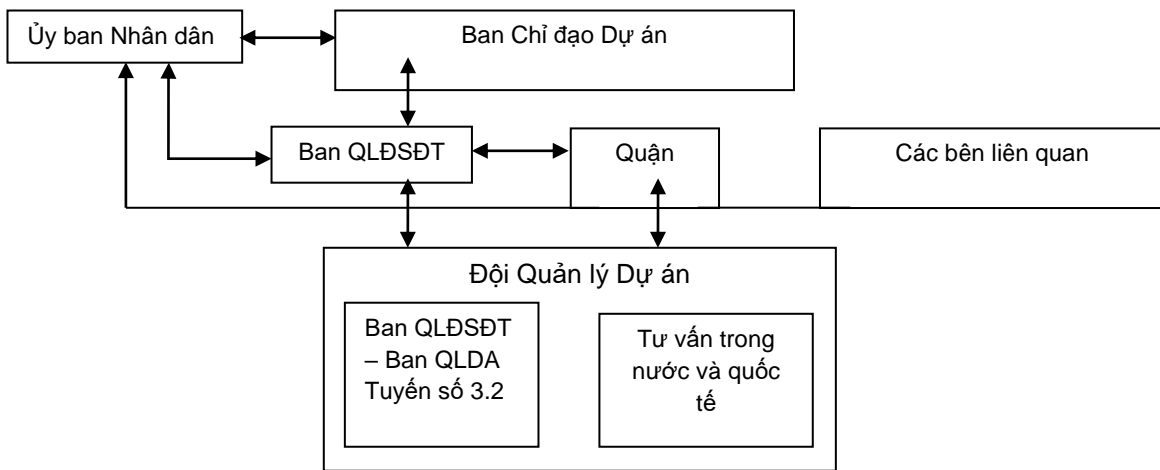 Ủy ban Nhân dân
Ban Chỉ đạo Dự án
Ban QLĐSĐT
Quận
Các bên liên quan
Đội Quản lý Dự án
Ban QLĐSĐT
– Ban QLDA
Tuyến số 3.2
Tư vấn trong
nước và quốc
tế